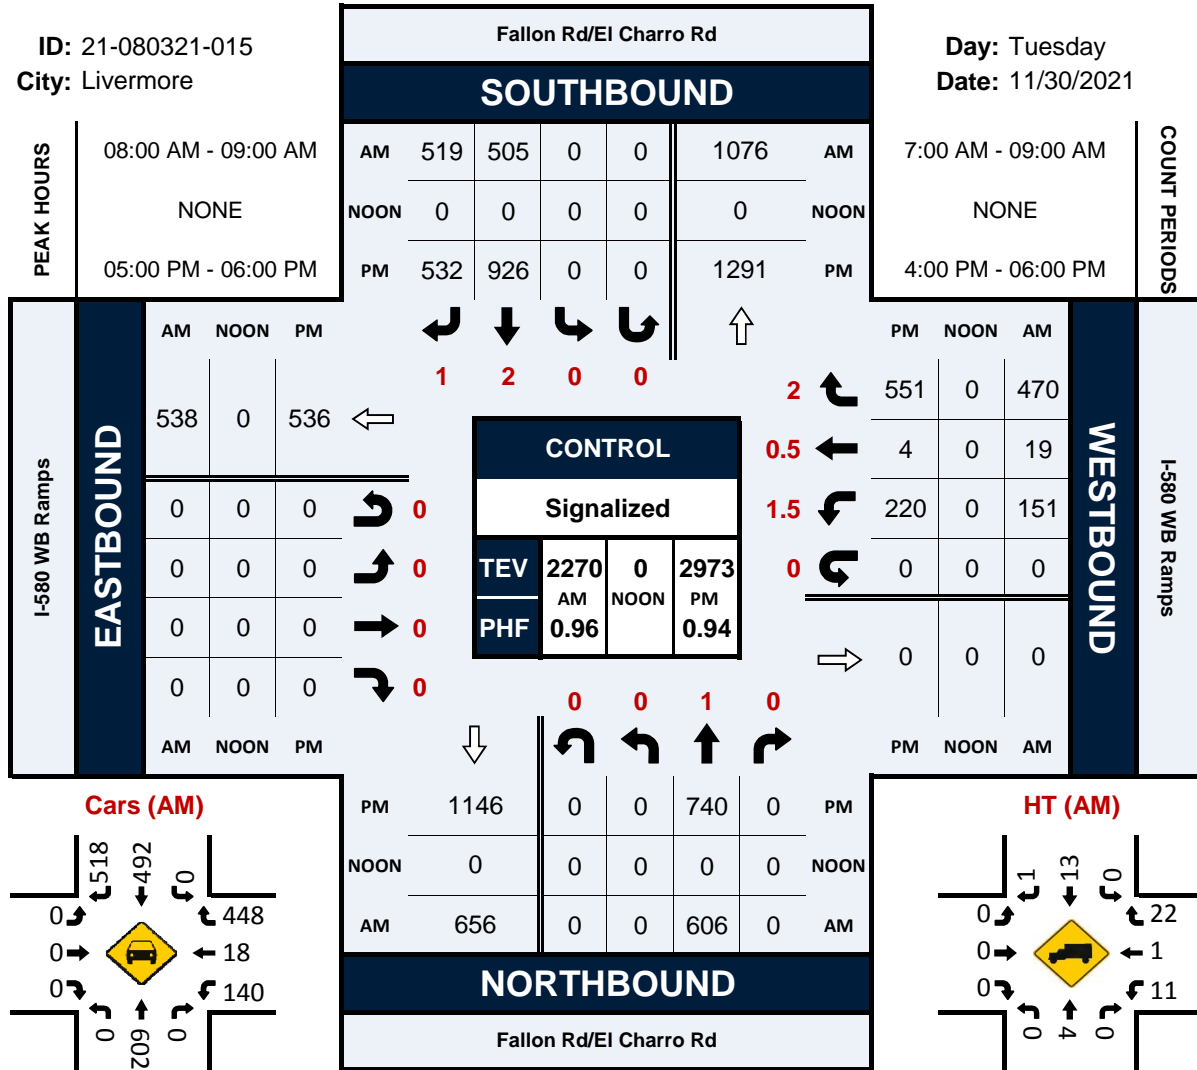 Fallon Rd/El Charro Rd
ID: 21-080321-015
City: Livermore
Day: Tuesday
Date: 11/30/2021
SOUTHBOUND
PEAK HOURS
08:00 AM - 09:00 AM
NONE
05:00 PM - 06:00 PM
AM 519 505 0 0 1076 AM
NOON 0 0 0 0 0 NOON
PM 532 926 0 0 1291 PM
7:00 AM - 09:00 AM
NONE
4:00 PM - 06:00 PM
COUNT PERIODS
1 2 0 0
I-580 WB Ramps
EASTBOUND
AM NOON PM
538 0 536
0 0 0 0
0 0 0 0
0 0 0 0
0 0 0 0
AM NOON PM
CONTROL
Signalized
TEV 2270 0 2973
AM NOON PM
PHF 0.96 0.94
PM NOON AM
2 551 0 470
0.5 4 0 19
1.5 220 0 151
0 0 0 0
0 0 0
PM NOON AM
WESTBOUND
I-580 WB Ramps
0 0 1 0
PM 1146 0 0 740 0 PM
NOON 0 0 0 0 0 NOON
AM 656 0 0 606 0 AM
NORTHBOUND
Fallon Rd/El Charro Rd
Cars (AM)
518 492 0
0 448
0 18
0 140
0 602 0
HT (AM)
1 13 0
0 22
0 1
0 11
0 4 0